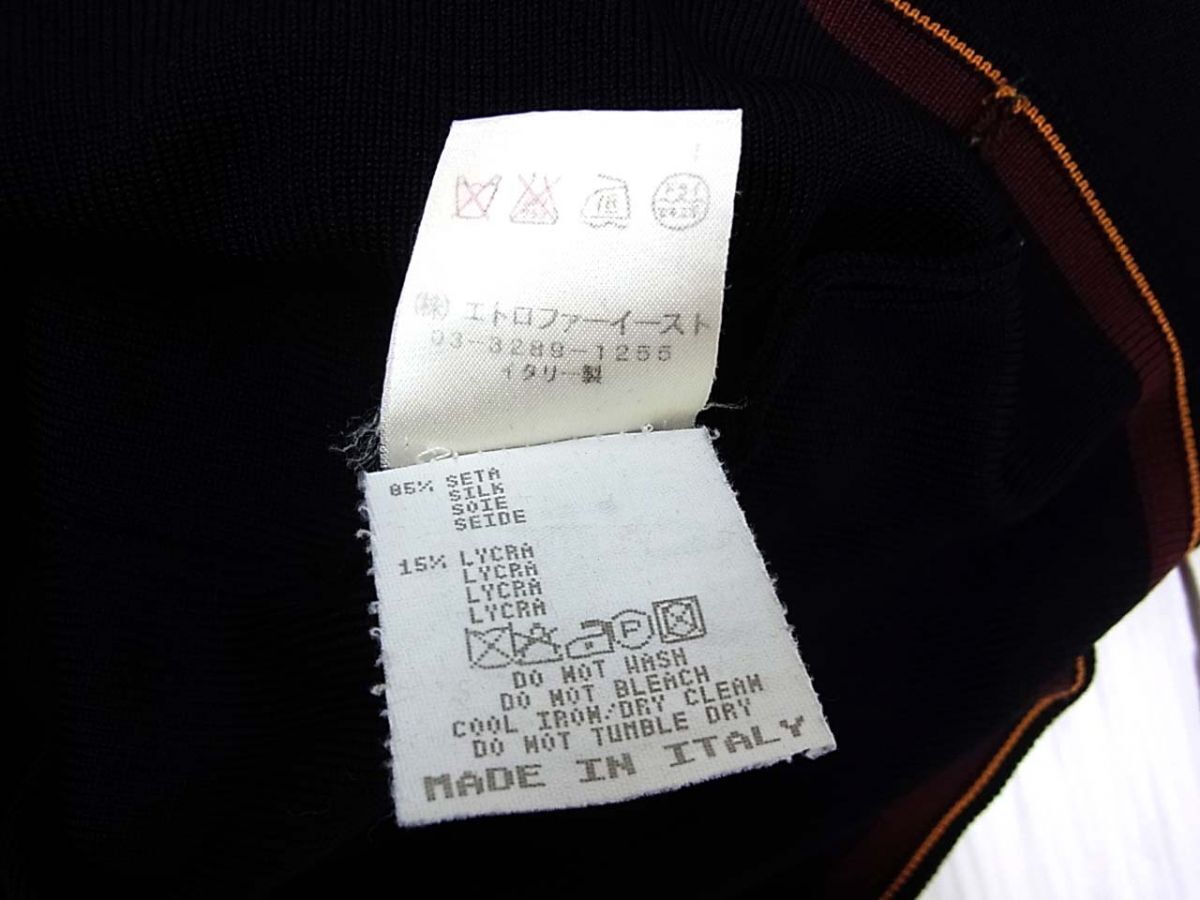 ㈱ エトロファーイースト
03-3289-1255
イタリー製
85% SETA
SILK
SOIE
SEIDE
15% LYCRA
LYCRA
LYCRA
LYCRA
P
DO NOT WASH
DO NOT BLEACH
COOL IRON/DRY CLEAN
DO NOT TUMBLE DRY
MADE IN ITALY